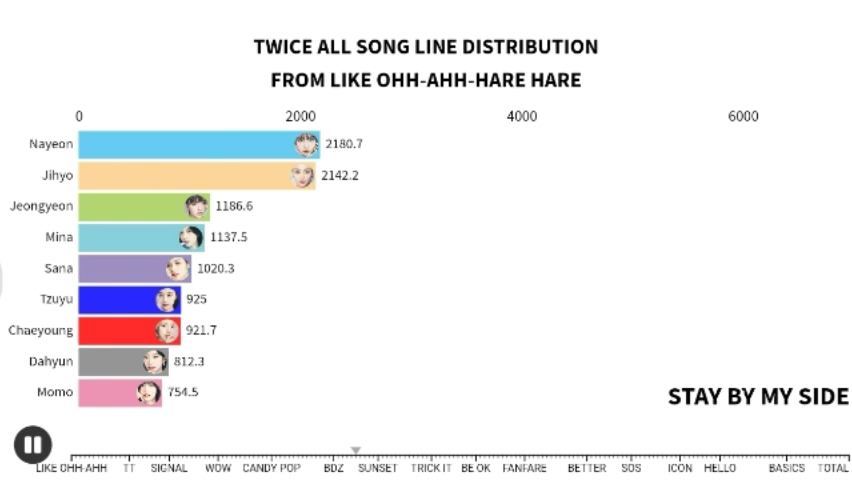 TWICE ALL SONG LINE DISTRIBUTION
FROM LIKE OHH-AHH-HARE HARE
0 2000 4000 6000
Nayeon 2180.7
Jihyo 2142.2
Jeongyeon 1186.6
Mina 1137.5
Sana 1020.3
Tzuyu 925
Chaeyoung 921.7
Dahyun 812.3
Momo 754.5
STAY BY MY SIDE
LIKE OHH-AHH TT SIGNAL WOW CANDY POP BDZ SUNSET TRICK IT BE OK FANFARE BETTER SOS ICON HELLO BASICS TOTAL